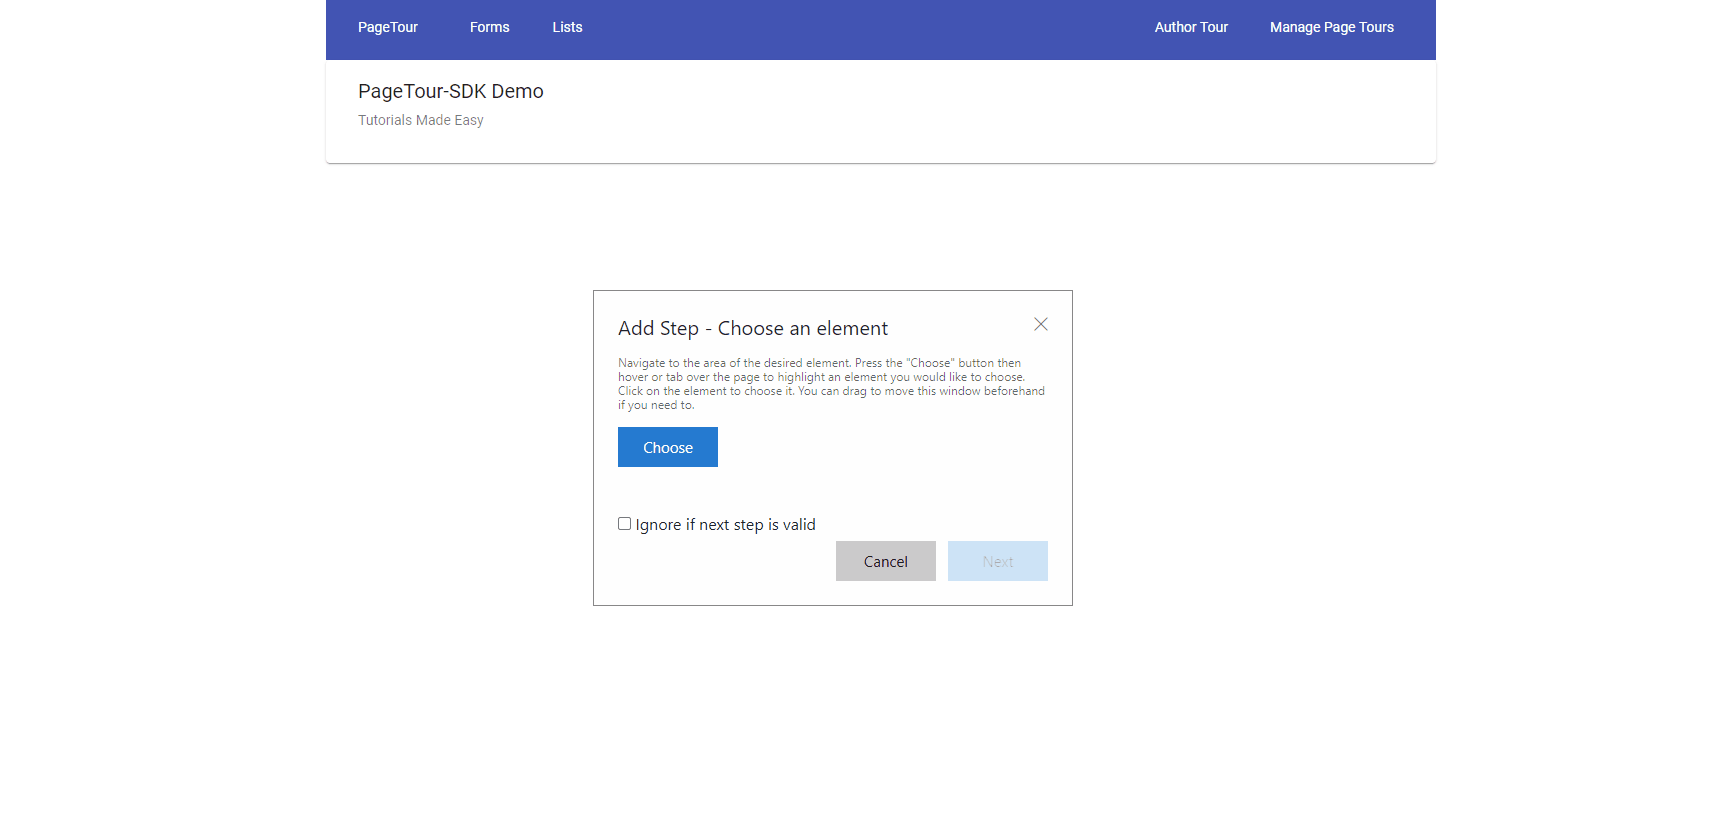 PageTour Forms Lists Author Tour Manage Page Tours
PageTour-SDK Demo
Tutorials Made Easy
Add Step - Choose an element
Navigate to the area of the desired element. Press the "Choose" button then
hover or tab over the page to highlight an element you would like to choose.
Click on the element to choose it. You can drag to move this window beforehand
if you need to.
Choose
Ignore if next step is valid
Cancel Next